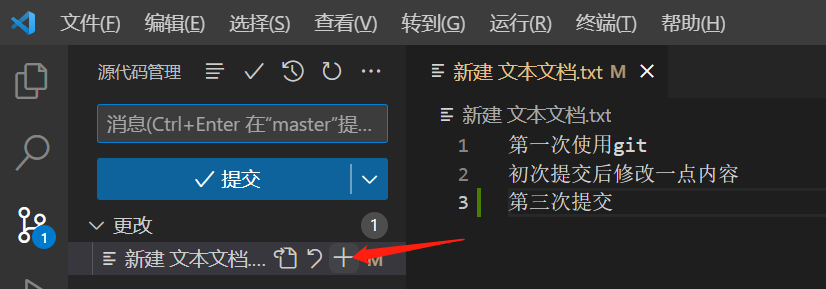 文件(F) 编辑(E) 选择(S) 查看(V) 转到(G) 运行(R) 终端(T) 帮助(H)
源代码管理
新建 文本文档.txt M
消息(Ctrl+Enter 在"master"提...
提交
更改 1
新建 文本文档.... M
1
新建 文本文档.txt
1 第一次使用git
2 初次提交后修改一点内容
3 第三次提交